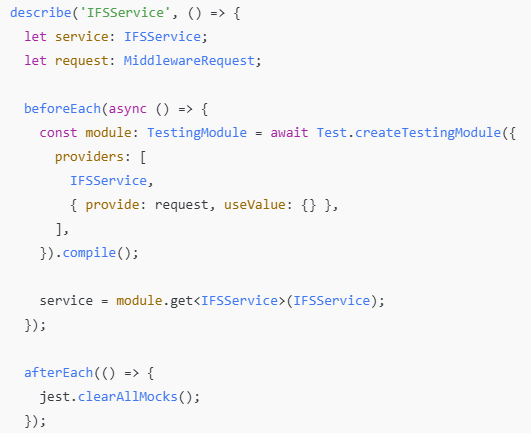 describe('IFSService', () => {
  let service: IFSService;
  let request: MiddlewareRequest;

  beforeEach(async () => {
    const module: TestingModule = await Test.createTestingModule({
      providers: [
        IFSService,
        { provide: request, useValue: {} },
      ],
    }).compile();

    service = module.get<IFSService>(IFSService);
  });

  afterEach(() => {
    jest.clearAllMocks();
  });